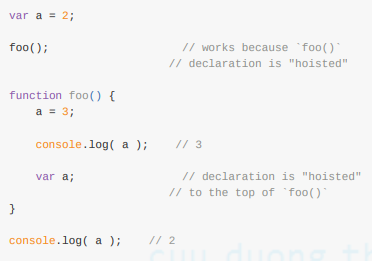 var a = 2;
foo();                    // works because `foo()`
                          // declaration is "hoisted"
function foo() {
    a = 3;
    console.log( a );    // 3
    var a;                // declaration is "hoisted"
                          // to the top of `foo()`
}
console.log( a );    // 2
cuu duong th